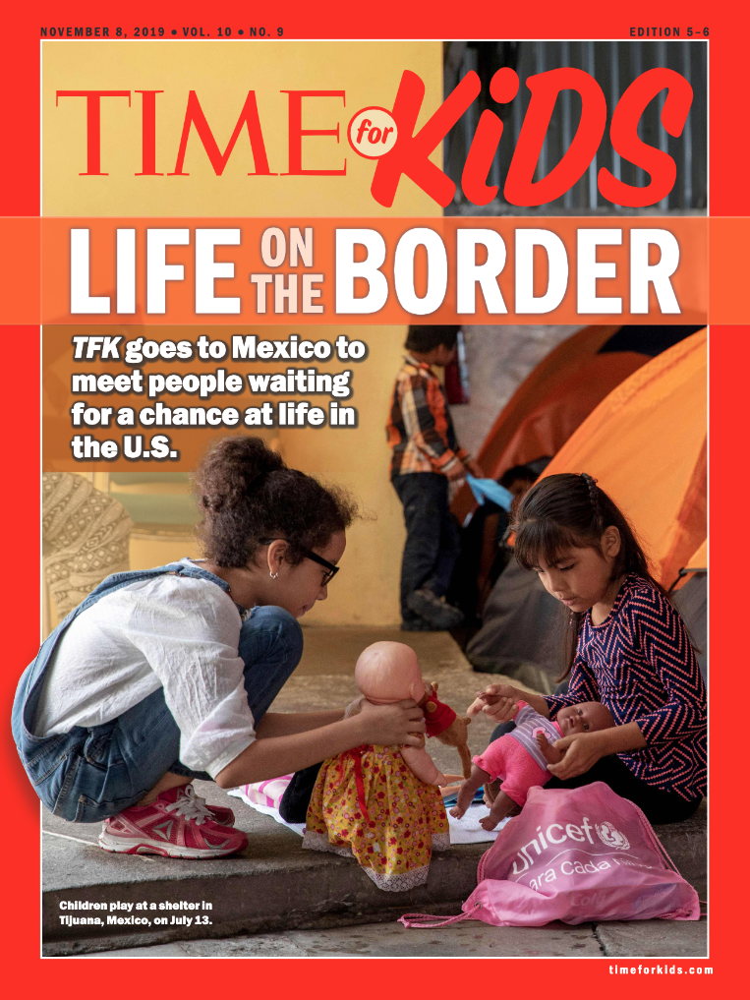 NOVEMBER 8, 2019 • VOL. 10 • NO. 9
EDITION 5–6
TIME for KiDS
LIFE ON THE BORDER
TFK goes to Mexico to
meet people waiting
for a chance at life in
the U.S.
unicef
ara cada
Children play at a shelter in
Tijuana, Mexico, on July 13.
timeforkids.com